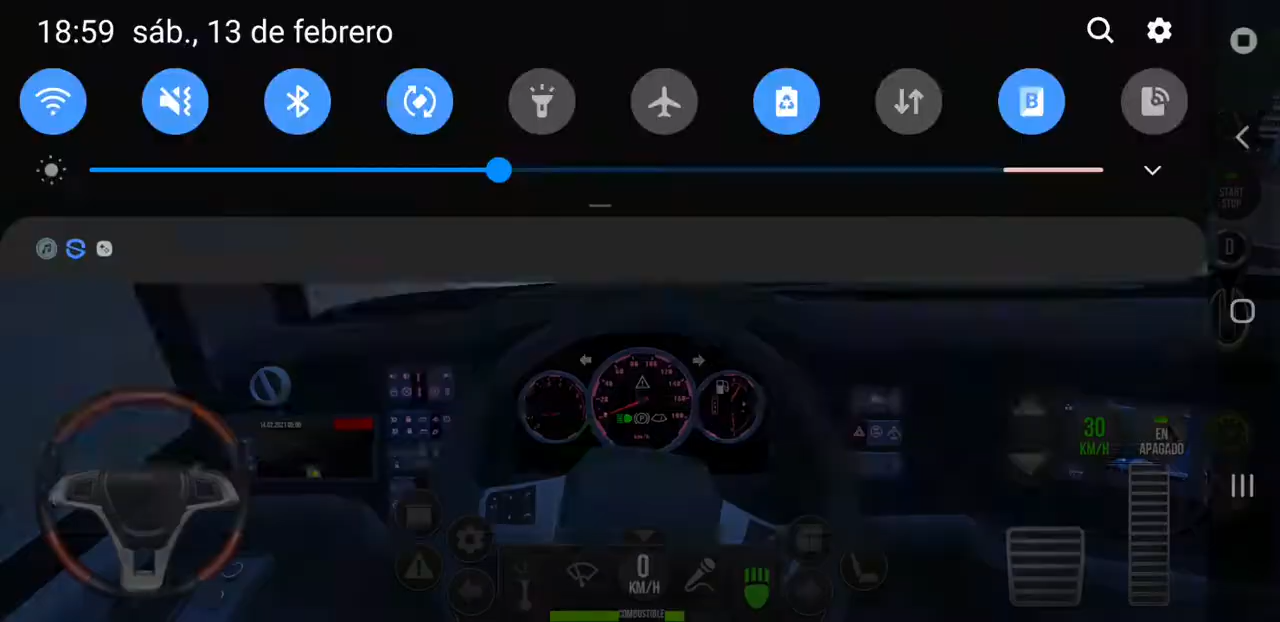 18:59 sáb., 13 de febrero
B
START
STOP
D
30
KM/H
EN
APAGADO
0
KM/H
COMBUSTIBLE